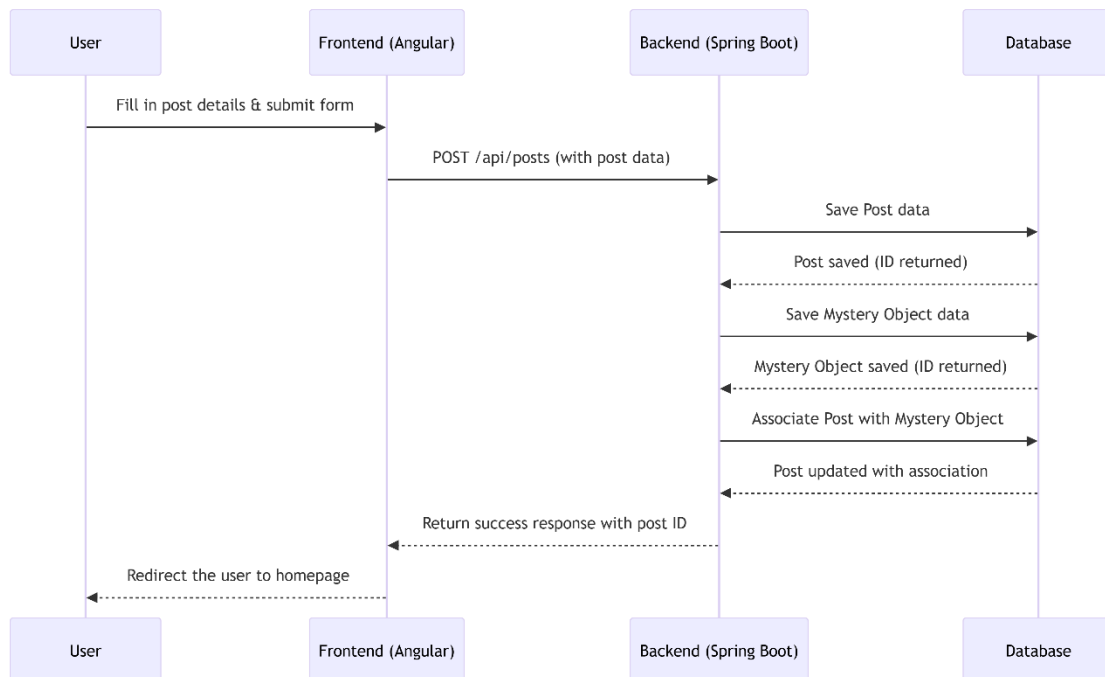 User
Frontend (Angular)
Backend (Spring Boot)
Database
Fill in post details & submit form
POST /api/posts (with post data)
Save Post data
Post saved (ID returned)
Save Mystery Object data
Mystery Object saved (ID returned)
Associate Post with Mystery Object
Post updated with association
Return success response with post ID
Redirect the user to homepage
User
Frontend (Angular)
Backend (Spring Boot)
Database